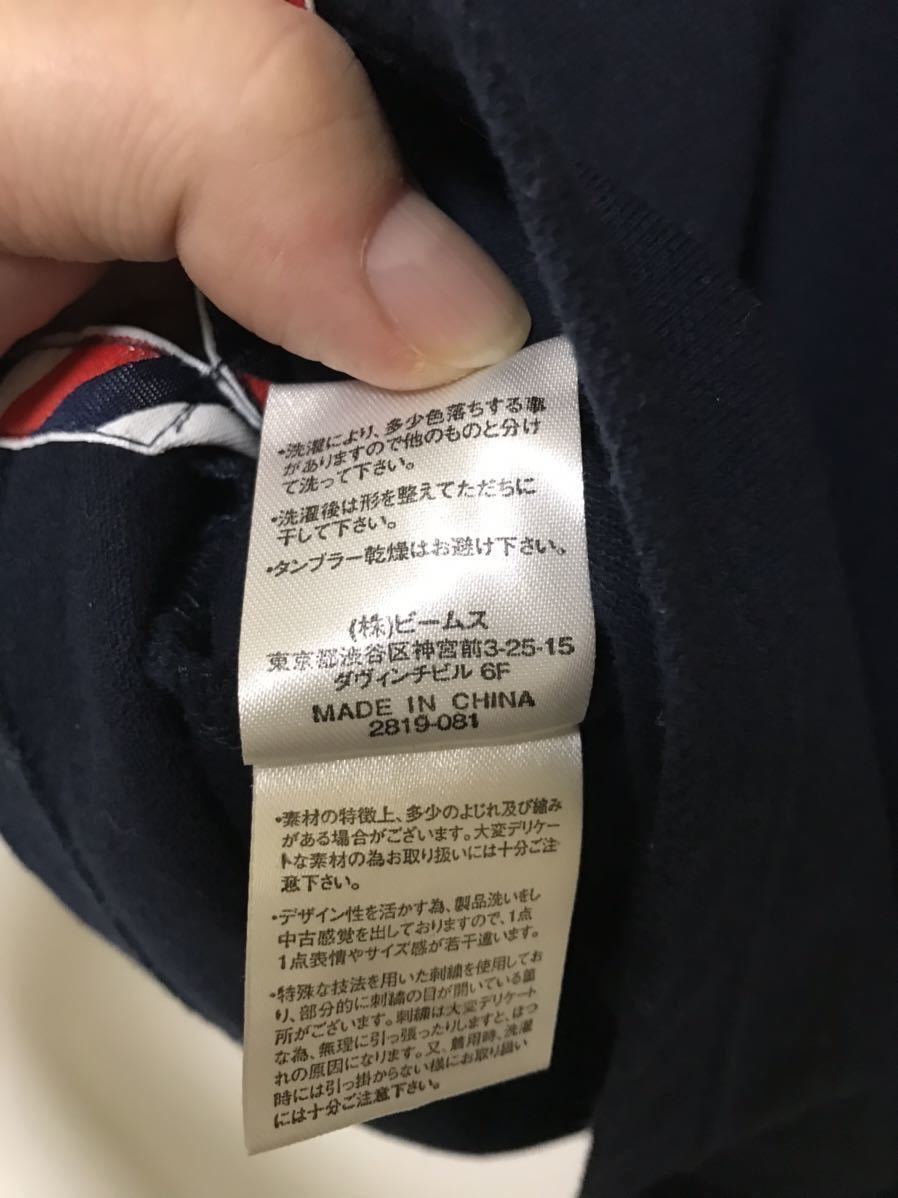 ・洗濯により、多少色落ちする事
がありますので他のものと分け
て洗って下さい。
・洗濯後は形を整えてただちに
干して下さい。
・タンブラー乾燥はお避け下さい。
(株)ビームス
東京都渋谷区神宮前3-25-15
ダヴィンチビル 6F
MADE IN CHINA
2819-081
・素材の特徴上、多少のよじれ及び縮み
がある場合がございます。大変デリケー
トな素材の為お取り扱いには十分ご注
意下さい。
・デザイン性を活かす為、製品洗いをし
中古感覚を出しておりますので、1点
1点表情やサイズ感が若干違います。
・特殊な技法を用いた刺繍を使用してお
り、部分的に刺繍の目が開いている箇
所がございます。刺繍は大変デリケート
な為、無理に引っ張ったりしますと、ほつ
れの原因になります。又、着用時、洗濯
時には引っ掛からない様にお取り扱い
には十分ご注意下さい。